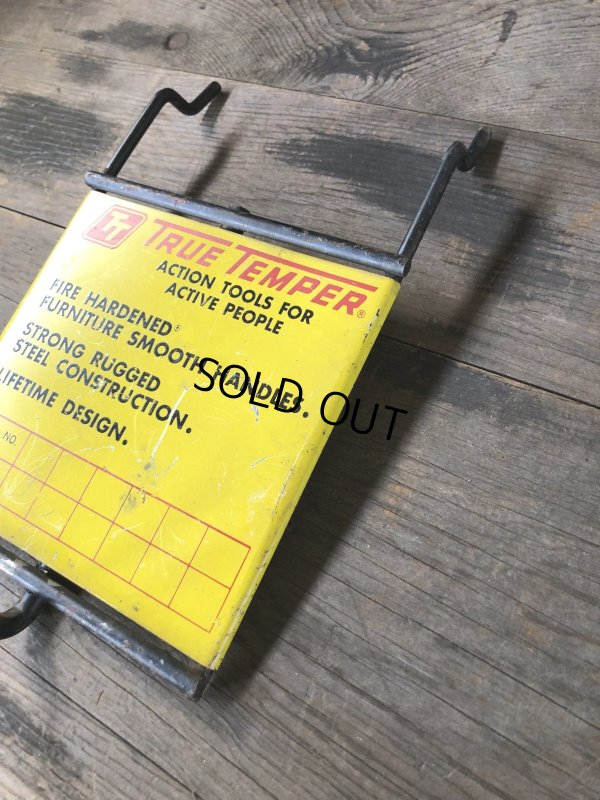 TT TRUE TEMPER®
ACTION TOOLS FOR
ACTIVE PEOPLE
FIRE HARDENED®
FURNITURE SMOOTH HANDLES.
STRONG RUGGED
STEEL CONSTRUCTION.
LIFETIME DESIGN.
NO
SOLD OUT